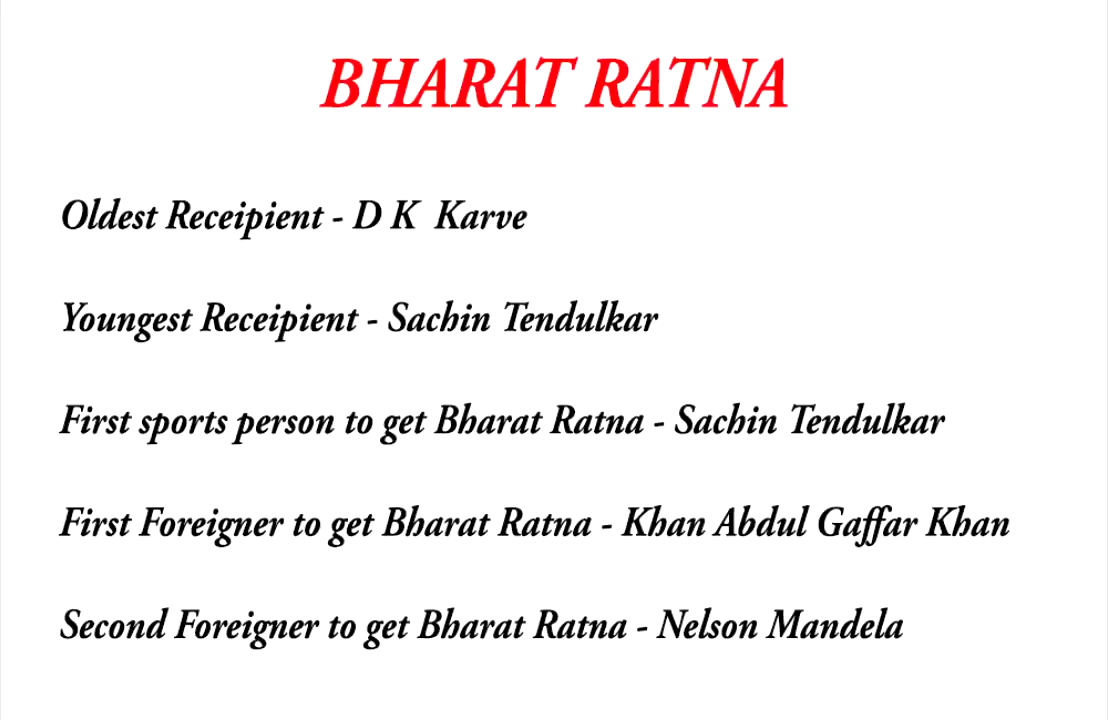 BHARAT RATNA
Oldest Receipient - D K Karve
Youngest Receipient - Sachin Tendulkar
First sports person to get Bharat Ratna - Sachin Tendulkar
First Foreigner to get Bharat Ratna - Khan Abdul Gaffar Khan
Second Foreigner to get Bharat Ratna - Nelson Mandela